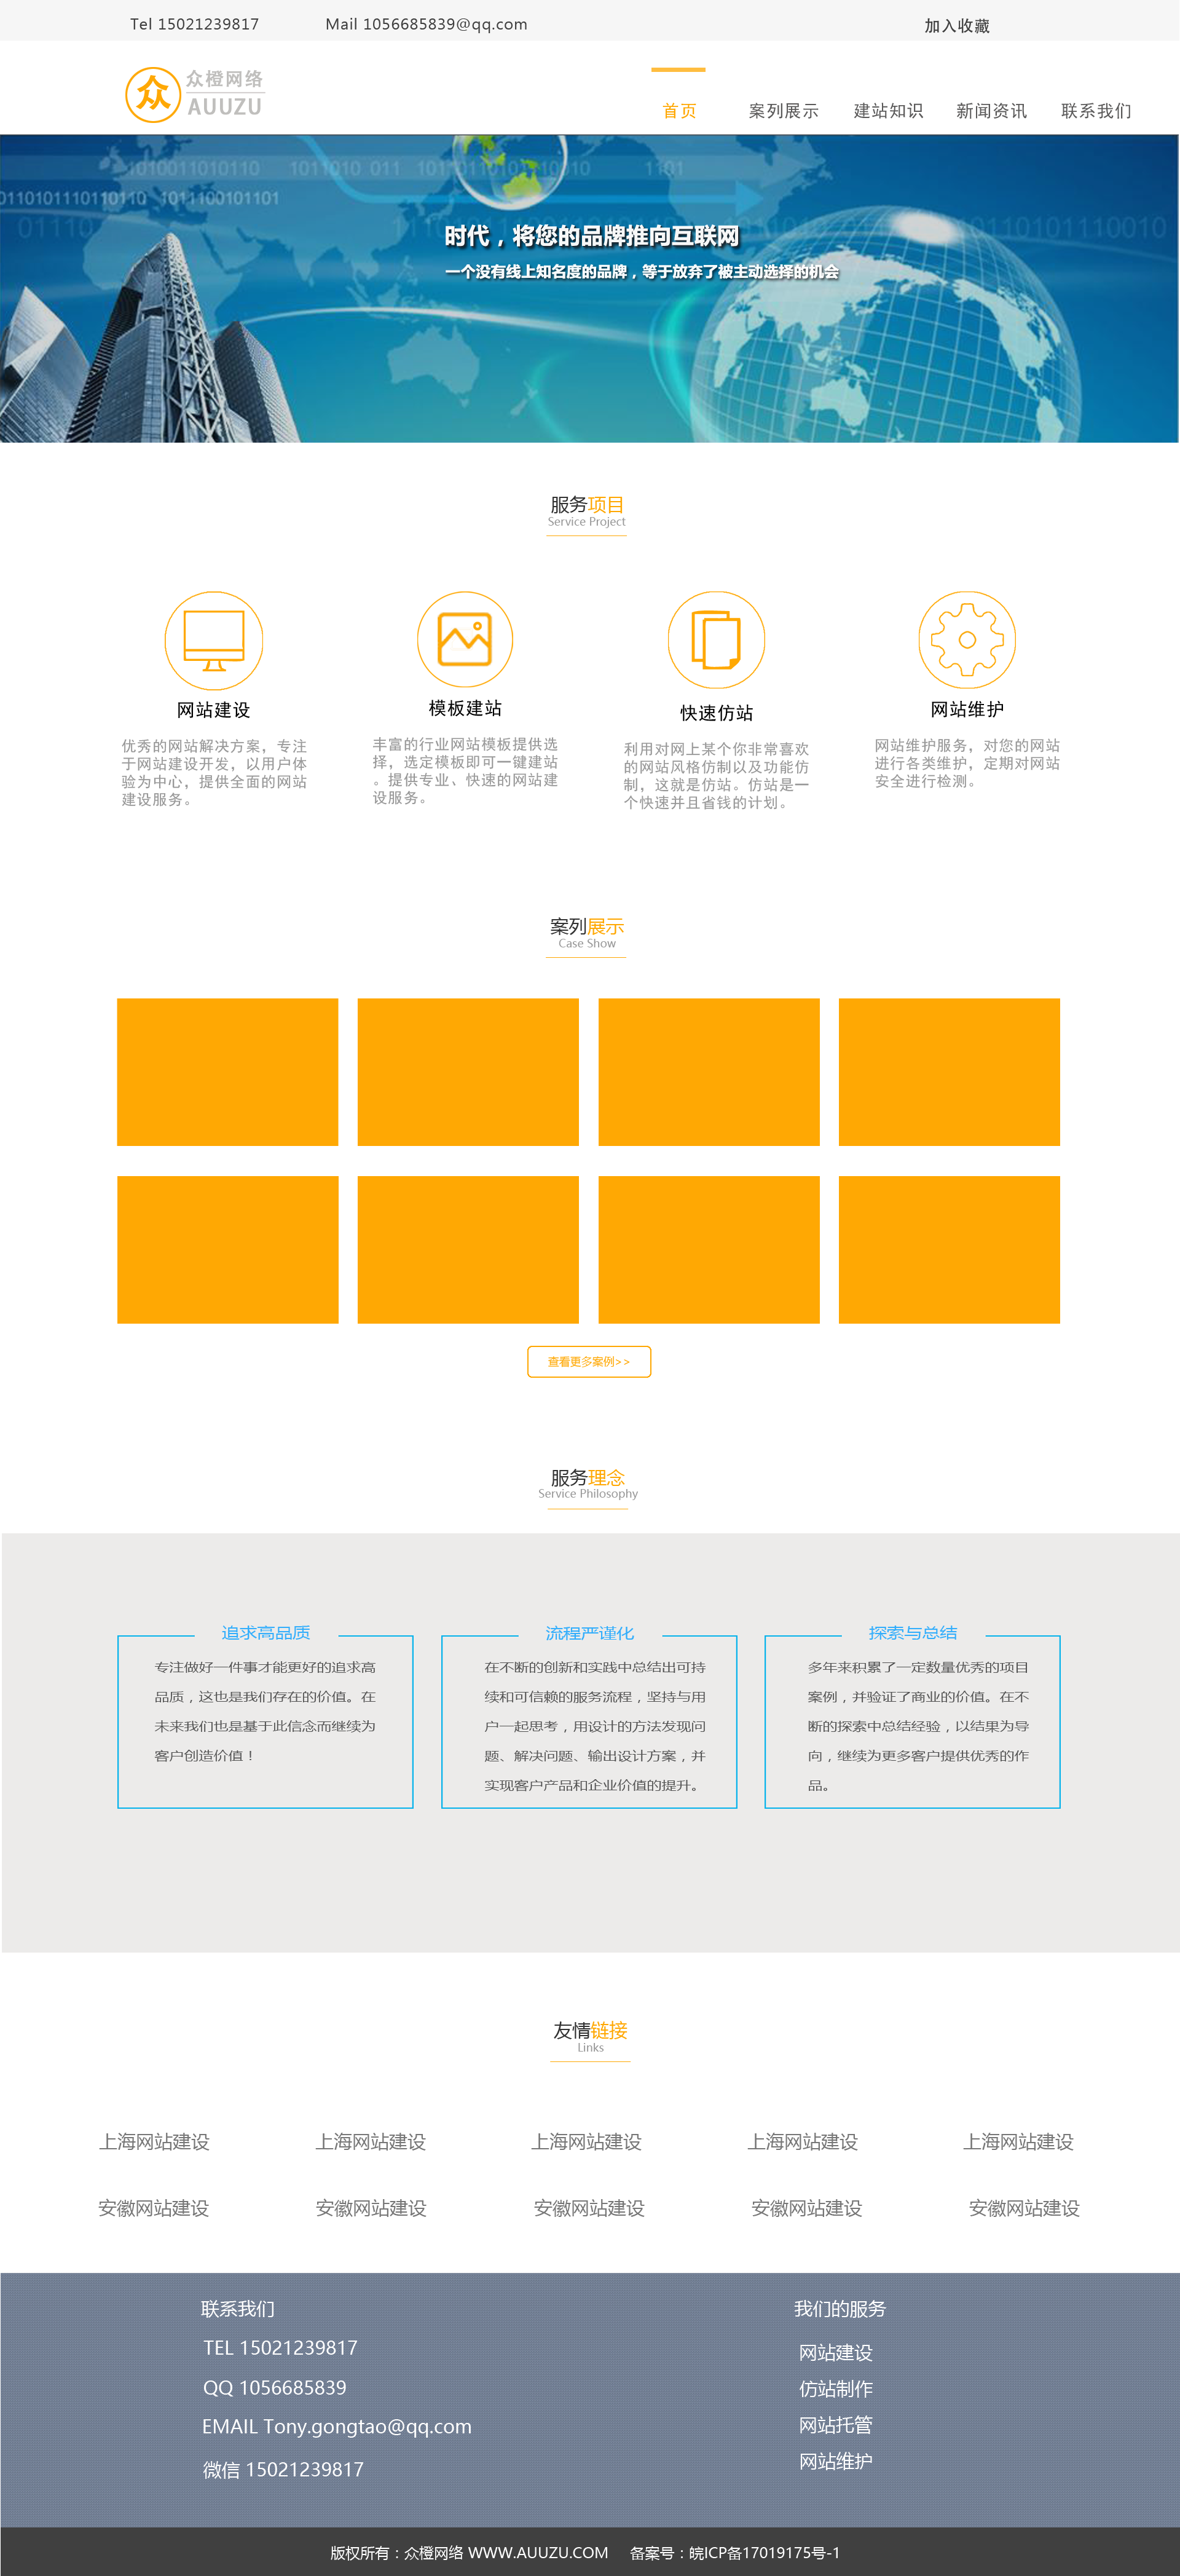 Tel 15021239817 Mail 1056685839@qq.com 加入收藏
众 众橙网络
AUUZU
首页 案列展示 建站知识 新闻资讯 联系我们
时代，将您的品牌推向互联网
一个没有线上知名度的品牌，等于放弃了被主动选择的机会
服务项目
Service Project
网站建设
优秀的网站解决方案，专注
于网站建设开发，以用户体
验为中心，提供全面的网站
建设服务。
模板建站
丰富的行业网站模板提供选
择，选定模板即可一键建站
。提供专业、快速的网站建
设服务。
快速仿站
利用对网上某个你非常喜欢
的网站风格仿制以及功能仿
制，这就是仿站。仿站是一
个快速并且省钱的计划。
网站维护
网站维护服务，对您的网站
进行各类维护，定期对网站
安全进行检测。
案列展示
Case Show
查看更多案例>>
服务理念
Service Philosophy
追求高品质
专注做好一件事才能更好的追求高
品质，这也是我们存在的价值。在
未来我们也是基于此信念而继续为
客户创造价值！
流程严谨化
在不断的创新和实践中总结出可持
续和可信赖的服务流程，坚持与用
户一起思考，用设计的方法发现问
题、解决问题、输出设计方案，并
实现客户产品和企业价值的提升。
探索与总结
多年来积累了一定数量优秀的项目
案例，并验证了商业的价值。在不
断的探索中总结经验，以结果为导
向，继续为更多客户提供优秀的作
品。
友情链接
Links
上海网站建设 上海网站建设 上海网站建设 上海网站建设 上海网站建设
安徽网站建设 安徽网站建设 安徽网站建设 安徽网站建设 安徽网站建设
联系我们
TEL 15021239817
QQ 1056685839
EMAIL Tony.gongtao@qq.com
微信 15021239817
我们的服务
网站建设
仿站制作
网站托管
网站维护
版权所有：众橙网络 WWW.AUUZU.COM 备案号：皖ICP备17019175号-1